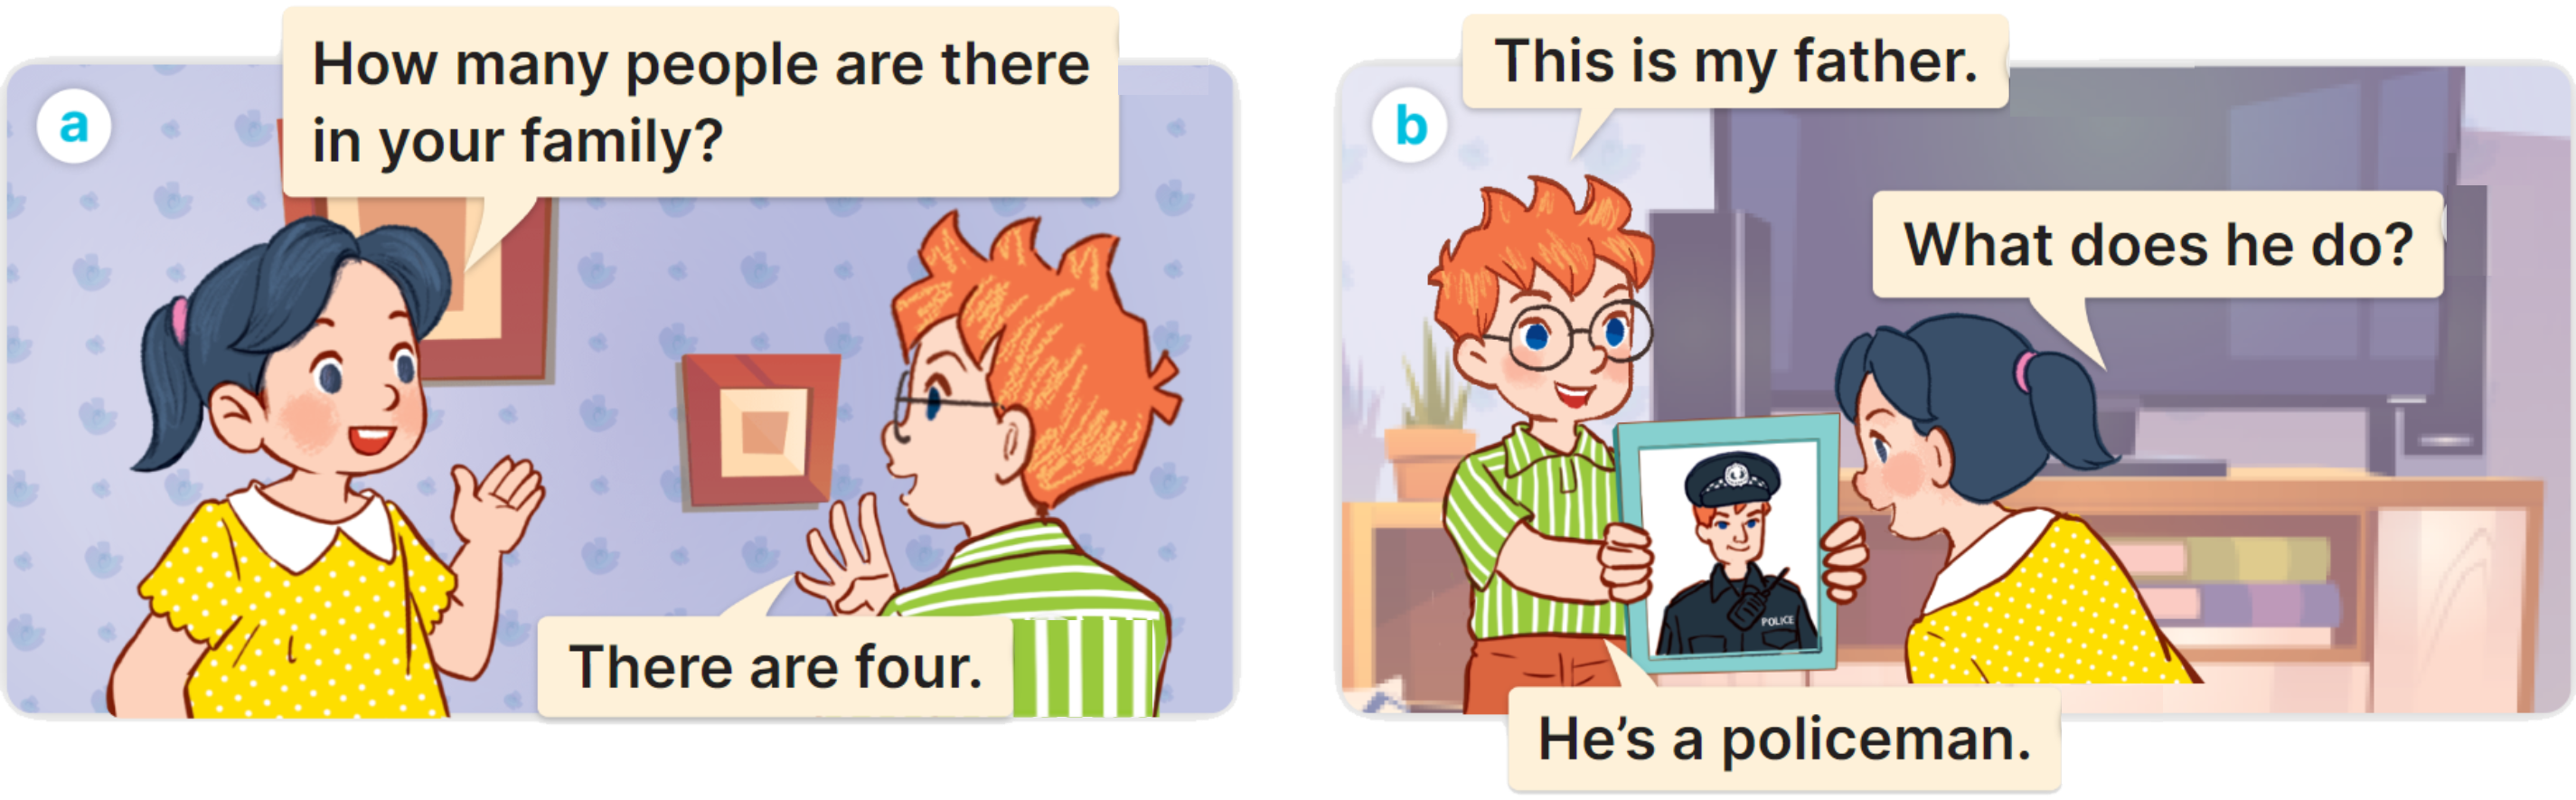 a
How many people are there
in your family?
There are four.
b
This is my father.
What does he do?
POLICE
He's a policeman.